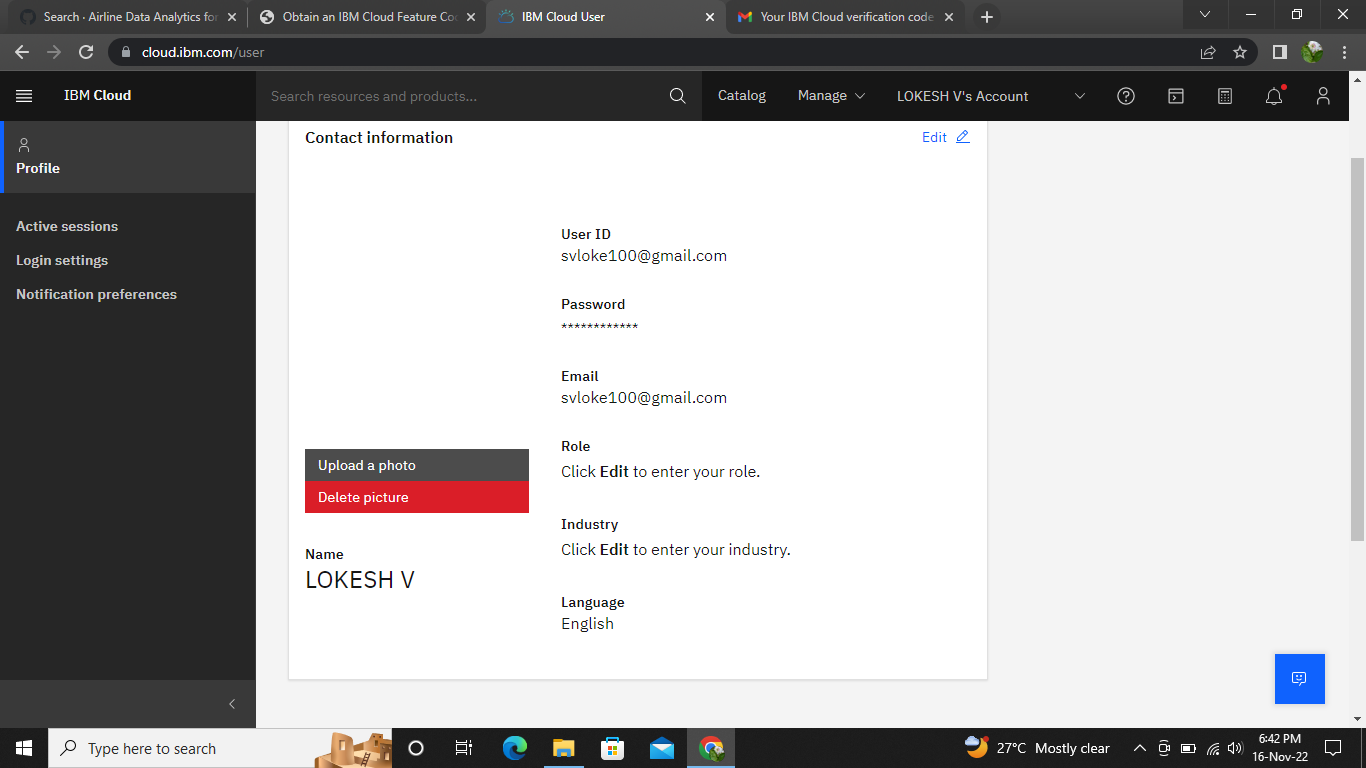 Search · Airline Data Analytics for
Obtain an IBM Cloud Feature Co
IBM Cloud User
Your IBM Cloud verification code
cloud.ibm.com/user
IBM Cloud
Search resources and products...
Catalog
Manage
LOKESH V's Account
Profile
Active sessions
Login settings
Notification preferences
Contact information
Edit
User ID
svloke100@gmail.com
Password
************
Email
svloke100@gmail.com
Role
Click Edit to enter your role.
Industry
Click Edit to enter your industry.
Language
English
Upload a photo
Delete picture
Name
LOKESH V
Type here to search
27°C Mostly clear
6:42 PM
16-Nov-22